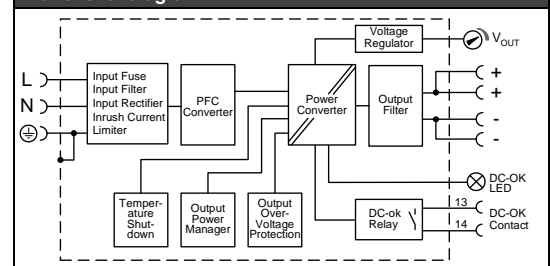 Voltage
Regulator
VOUT
L
N
Input Fuse
Input Filter
Input Rectifier
Inrush Current
Limiter
PFC
Converter
Power
Converter
Output
Filter
+
+
-
-
Temper-
ature
Shut-
down
Output
Power
Manager
Output
Over-
Voltage
Protection
DC-ok
Relay
DC-OK
LED
13
14
DC-OK
Contact